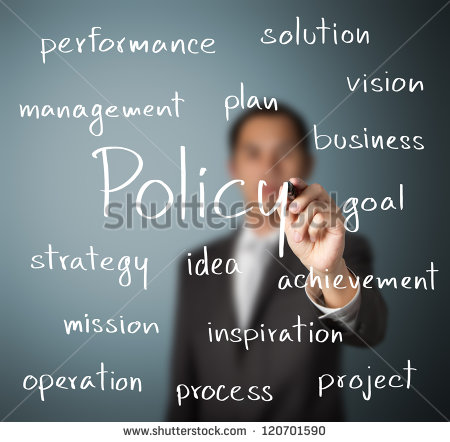 performance solution
vision
management plan
business
Policy
goal
strategy idea
achievement
mission inspiration
operation process project
www.shutterstock.com · 120701590